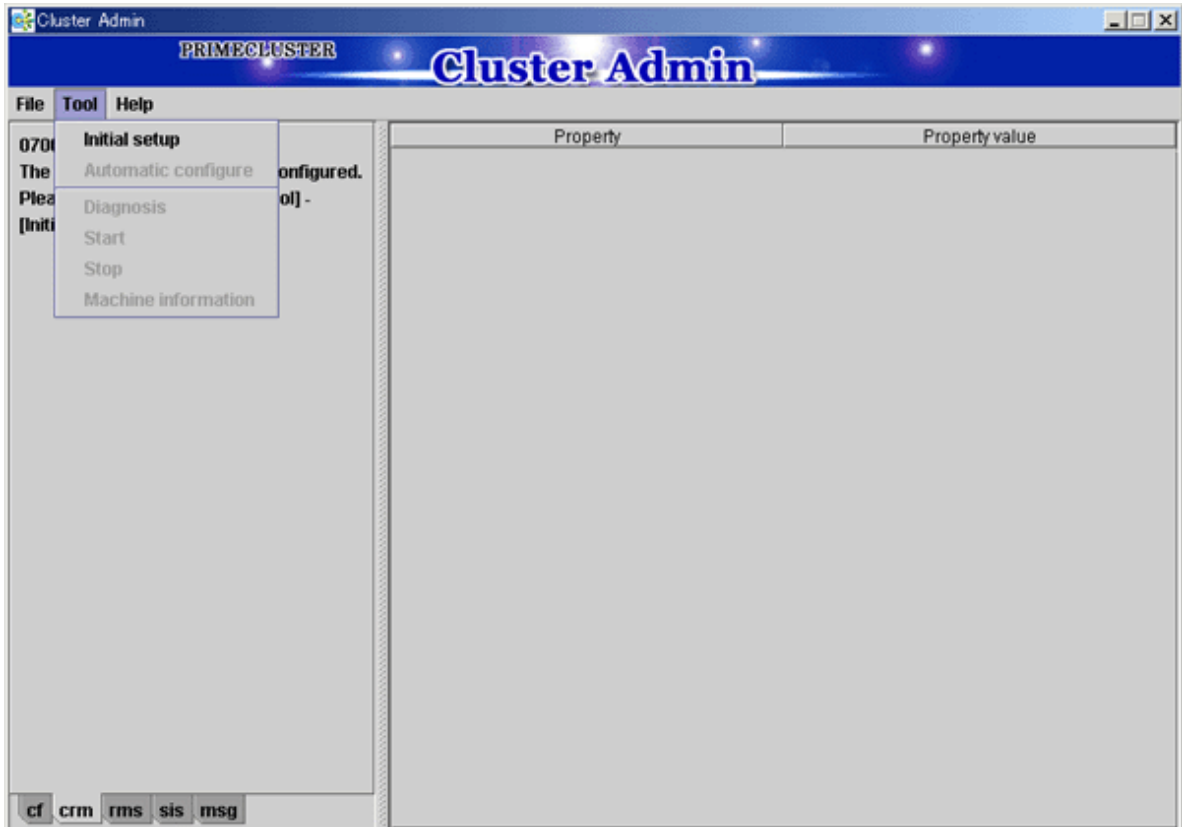 Cluster Admin
PRIMECLUSTER
Cluster Admin
File Tool Help
Initial setup
Automatic configure
Diagnosis
Start
Stop
Machine information
070
The onfigured.
Plea ol] -
[Initi
Property Property value
cf crm rms sis msg